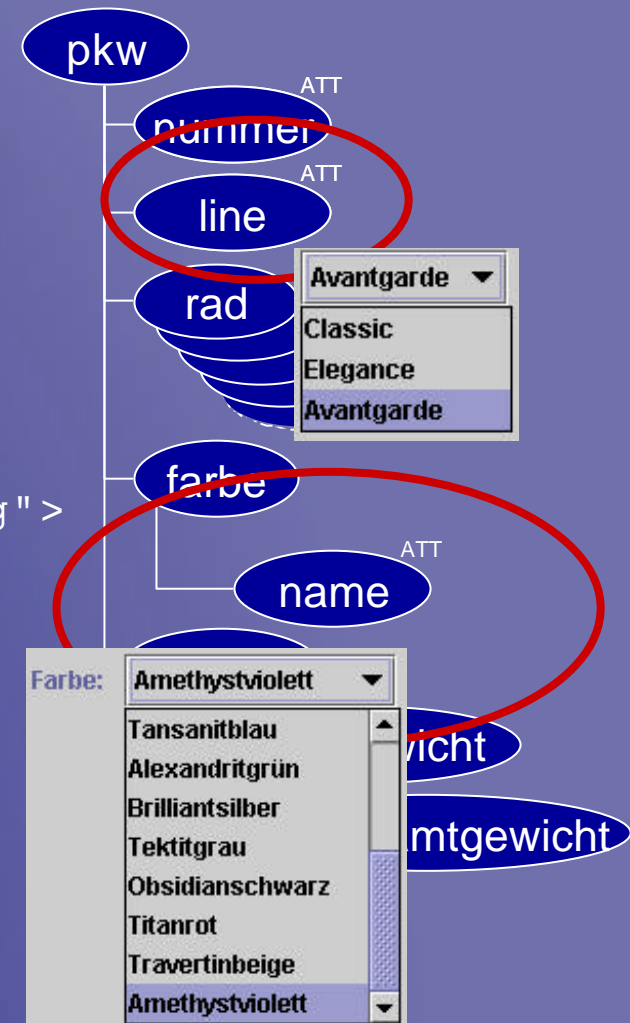 pkw
ATT
nummer
ATT
line
Avantgarde
Classic
Elegance
Avantgarde
rad
farbe
g " >
ATT
name
Farbe: Amethystviolett
Tansanitblau
Alexandritgrün
Brilliantsilber
Tektitgrau
Obsidianschwarz
Titanrot
Travertinbeige
Amethystviolett
wicht
mtgewicht